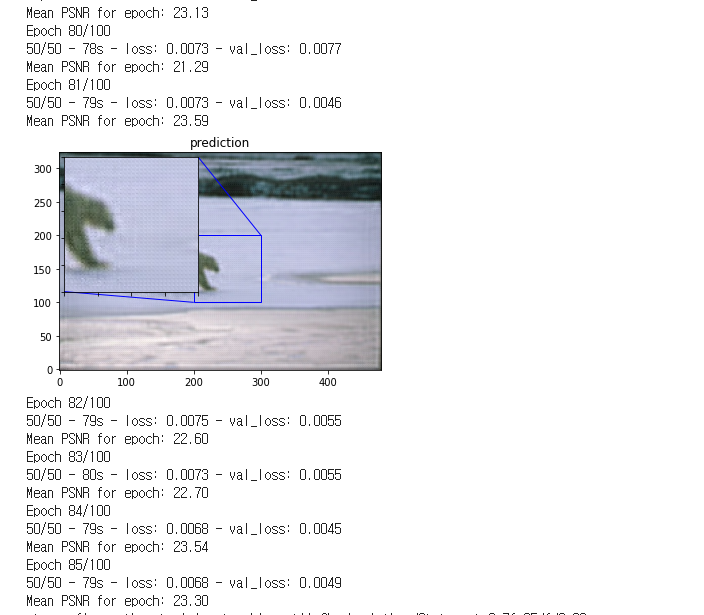 Mean PSNR for epoch: 23.13
Epoch 80/100
50/50 - 78s - loss: 0.0073 - val_loss: 0.0077
Mean PSNR for epoch: 21.29
Epoch 81/100
50/50 - 79s - loss: 0.0073 - val_loss: 0.0046
Mean PSNR for epoch: 23.59
prediction
300
250
200
150
100
50
0
0 100 200 300 400
Epoch 82/100
50/50 - 79s - loss: 0.0075 - val_loss: 0.0055
Mean PSNR for epoch: 22.60
Epoch 83/100
50/50 - 80s - loss: 0.0073 - val_loss: 0.0055
Mean PSNR for epoch: 22.70
Epoch 84/100
50/50 - 79s - loss: 0.0068 - val_loss: 0.0045
Mean PSNR for epoch: 23.54
Epoch 85/100
50/50 - 79s - loss: 0.0068 - val_loss: 0.0049
Mean PSNR for epoch: 23.30